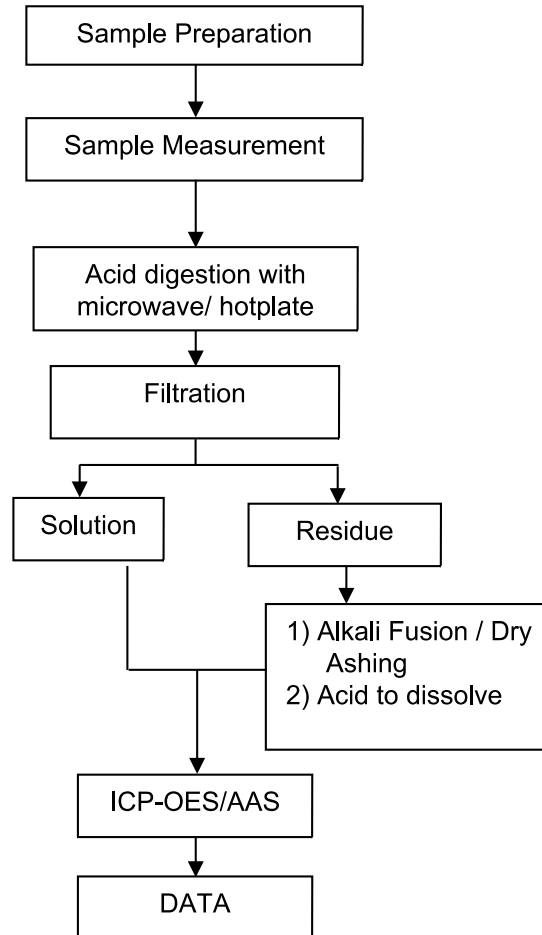 Sample Preparation
Sample Measurement
Acid digestion with
microwave/ hotplate
Filtration
Solution
Residue
1) Alkali Fusion / Dry
Ashing
2) Acid to dissolve
ICP-OES/AAS
DATA